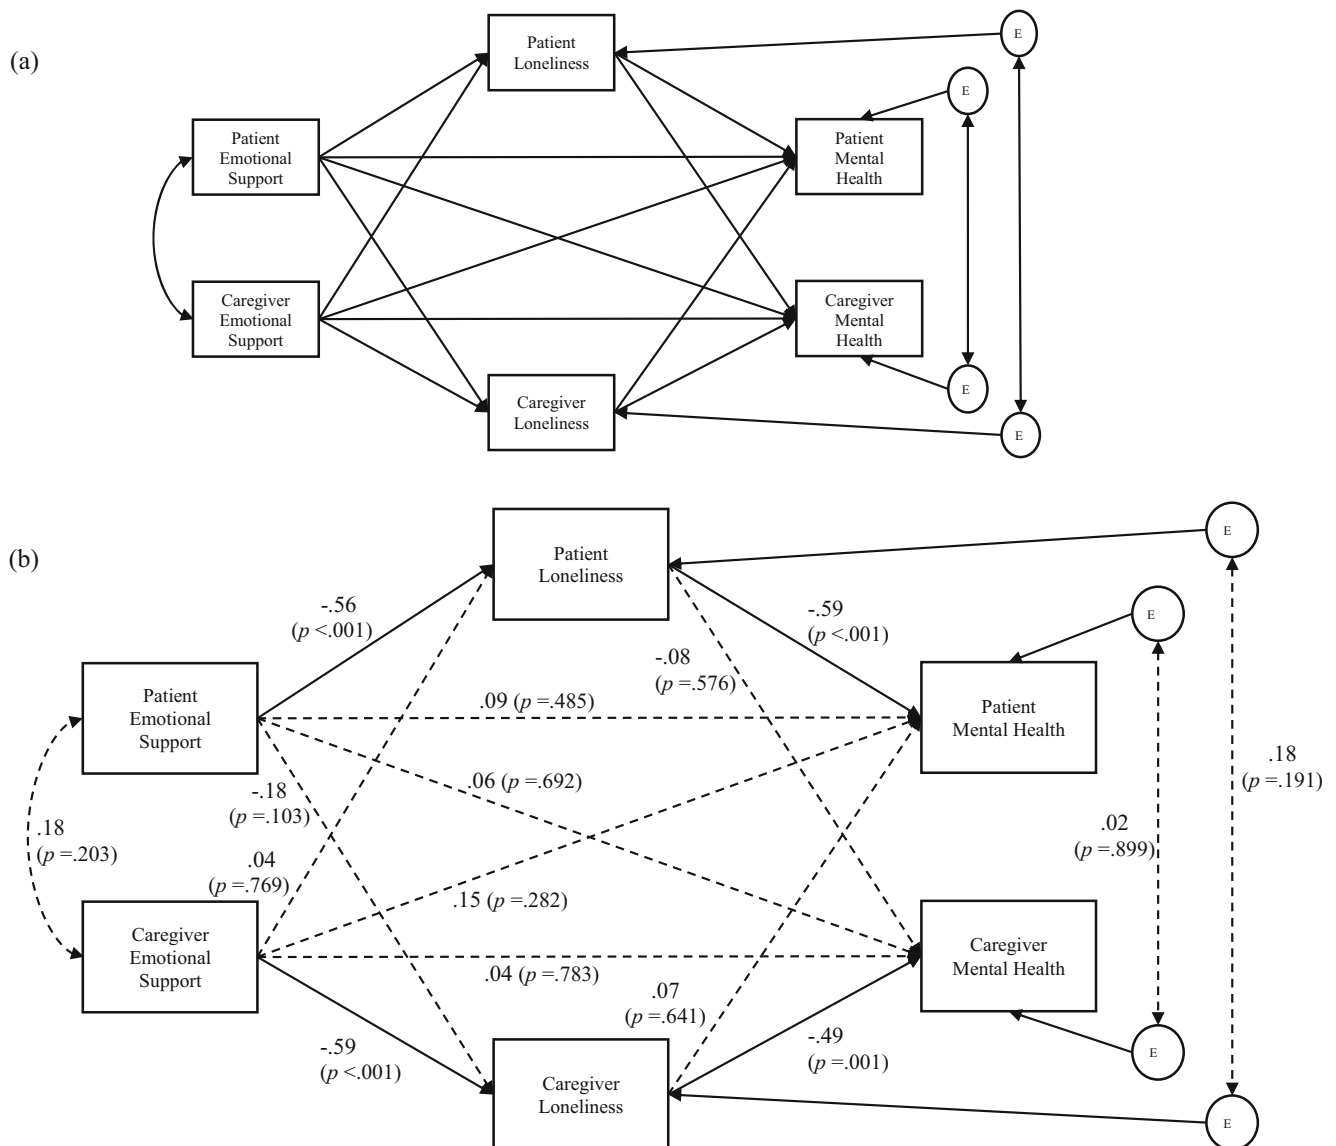 (a)
Patient
Loneliness
E
E
Patient
Emotional
Support
Patient
Mental
Health
Caregiver
Emotional
Support
Caregiver
Mental
Health
E
Caregiver
Loneliness
E
(b)
Patient
Loneliness
E
-.56
(p <.001)
-.59
(p <.001)
E
-.08
(p =.576)
Patient
Emotional
Support
.09 (p =.485)
Patient
Mental Health
.18
(p =.191)
-.18
(p =.103)
.06 (p =.692)
.18
(p =.203)
.02
(p =.899)
.04
(p =.769)
.15 (p =.282)
Caregiver
Emotional
Support
Caregiver
Mental Health
.04 (p =.783)
.07
(p =.641)
-.59
(p <.001)
-.49
(p =.001)
E
Caregiver
Loneliness
E